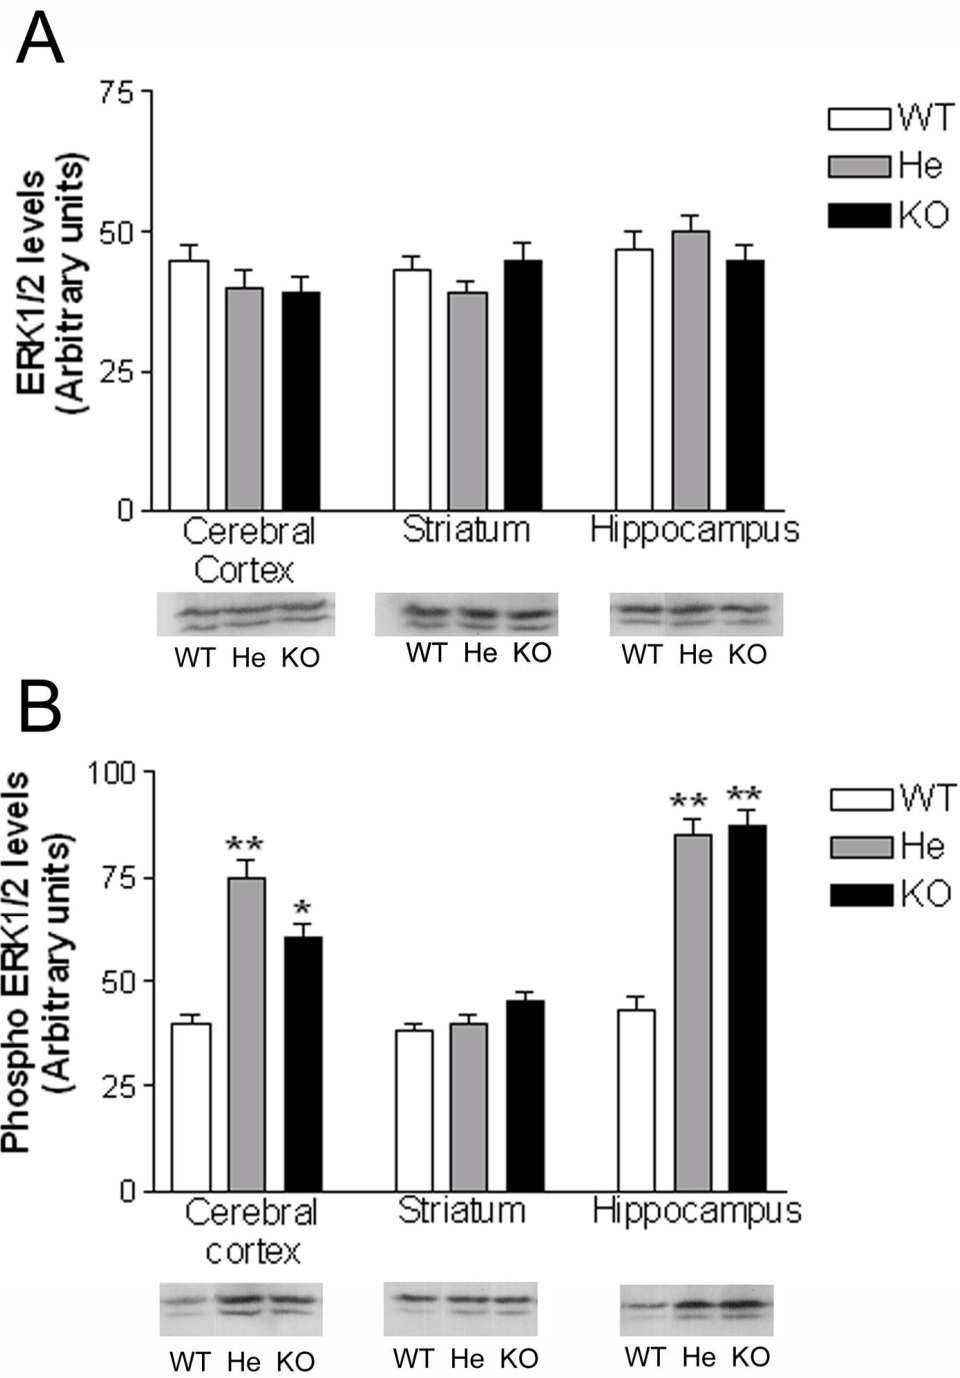 A
75
50
25
0
ERK1/2 levels
(Arbitrary units)
WT
He
KO
Cerebral
Cortex
Striatum
Hippocampus
WT He KO
WT He KO
WT He KO
B
100
75
50
25
0
Phospho ERK1/2 levels
(Arbitrary units)
**
*
**
**
WT
He
KO
Cerebral
cortex
Striatum
Hippocampus
WT He KO
WT He KO
WT He KO